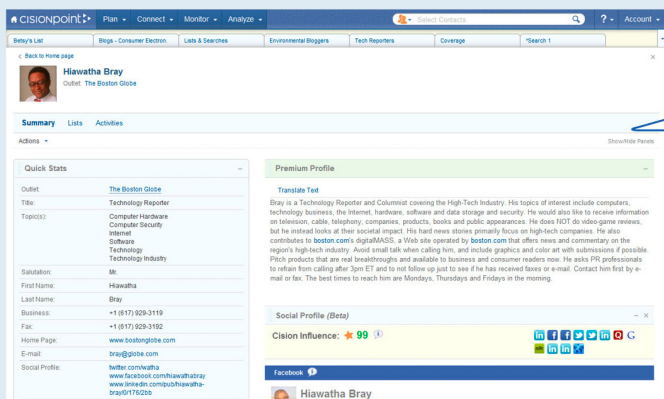 CISIONPOINT Plan Connect Monitor Analyze Select Contacts ? Account
Betsy's List Blogs - Consumer Electron. Lists & Searches Environmental Bloggers Tech Reporters Coverage *Search 1
< Back to Home page
Hiawatha Bray
Outlet The Boston Globe
Summary Lists Activities
Actions Show/Hide Panels
Quick Stats
Outlet: The Boston Globe
Title: Technology Reporter
Topic(s): Computer Hardware
Computer Security
Internet
Software
Technology
Technology Industry
Salutation: Mr.
First Name: Hiawatha
Last Name: Bray
Business: +1 (617) 929-3119
Fax: +1 (617) 929-3192
Home Page: www.bostonglobe.com
E-mail: bray@globe.com
Social Profile: twitter.com/watha
www.facebook.com/hiawathabray
www.linkedin.com/pub/hiawatha-
bray/0/176/2bb
Premium Profile
Translate Text
Bray is a Technology Reporter and Columnist covering the High-Tech Industry. His topics of interest include computers,
technology business, the Internet, hardware, software and data storage and security. He would also like to receive information
on television, cable, telephony, companies, products, books and public appearances. He does NOT do video-game reviews,
but he instead looks at their societal impact. His hard news stories primarily focus on high-tech companies. He also
contributes to boston.com's digitalMASS, a Web site operated by boston.com that offers news and commentary on the
region's high-tech industry. Avoid small talk when calling him, and include graphics and color art with submissions if possible.
Pitch products that are real breakthroughs and available to business and consumer readers now. He asks PR professionals
to refrain from calling after 3pm ET and to not follow up just to see if he has received faxes or e-mail. Contact him first by e-
mail or fax. The best times to reach him are Mondays, Thursdays and Fridays in the morning.
Social Profile (Beta)
Cision Influence: 99
Facebook
Hiawatha Bray